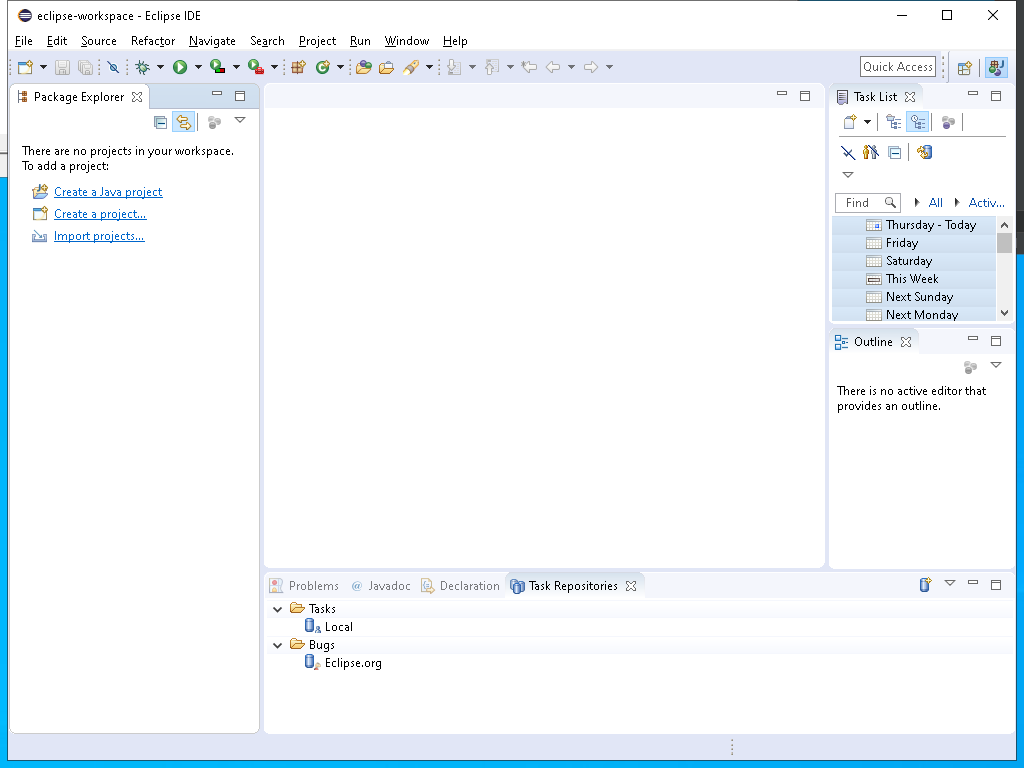 eclipse-workspace - Eclipse IDE
File Edit Source Refactor Navigate Search Project Run Window Help
Quick Access
Package Explorer
There are no projects in your workspace.
To add a project:
Create a Java project
Create a project...
Import projects...
Task List
Find All Activ...
Thursday - Today
Friday
Saturday
This Week
Next Sunday
Next Monday
Outline
There is no active editor that
provides an outline.
Problems @ Javadoc Declaration Task Repositories
Tasks
Local
Bugs
Eclipse.org